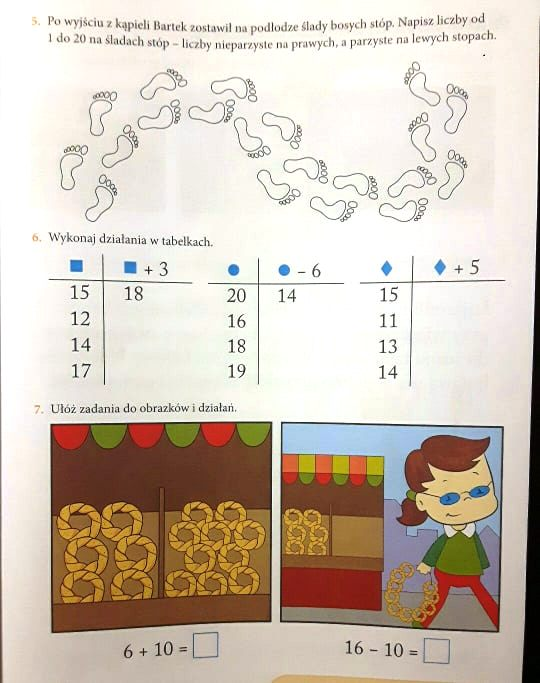 5. Po wyjściu z kąpieli Bartek zostawił na podłodze ślady bosych stóp. Napisz liczby od
1 do 20 na śladach stóp – liczby nieparzyste na prawych, a parzyste na lewych stopach.
6. Wykonaj działania w tabelkach.
■ ■ + 3 ● ● – 6 ♦ ♦ + 5
15 18 20 14 15
12 16 11
14 18 13
17 19 14
7. Ułóż zadania do obrazków i działań.
6 + 10 = □ 16 – 10 = □